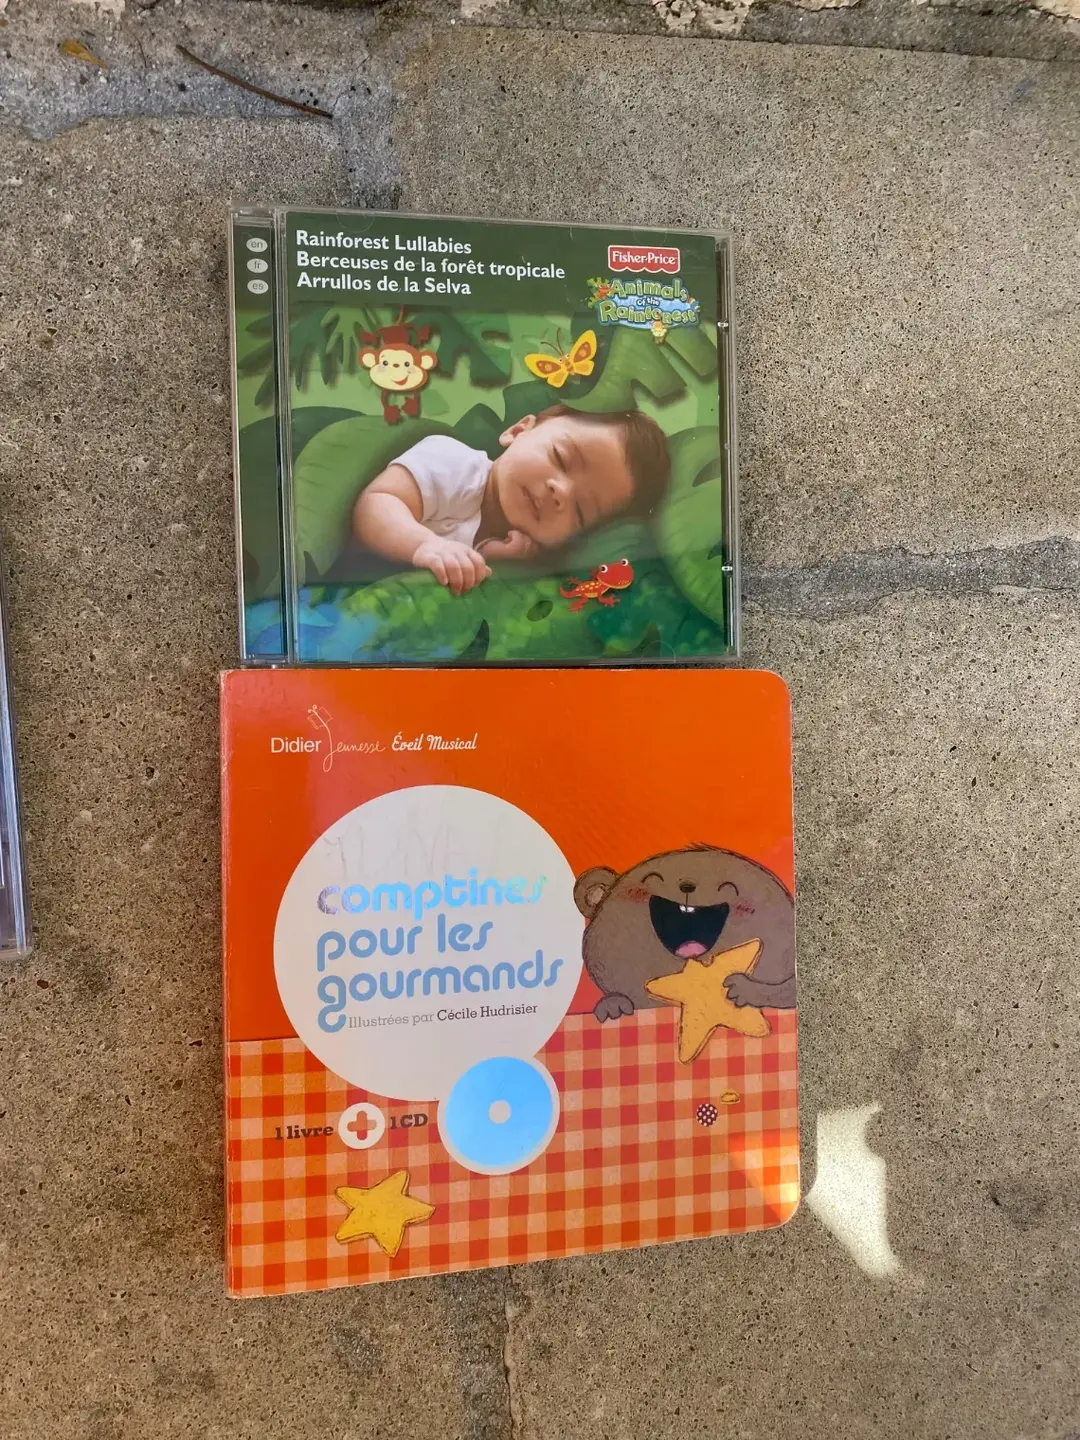 en
fr
es
Rainforest Lullabies
Berceuses de la forêt tropicale
Arrullos de la Selva
Fisher-Price
Animals
of the
Rainforest
Didier Jeunesse Éveil Musical
comptines
pour les
gourmands
Illustrées par Cécile Hudrisier
1 livre + 1 CD